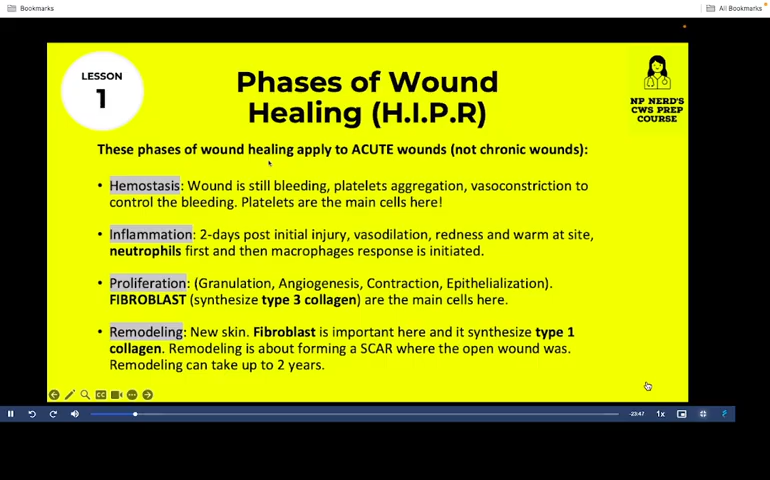 Bookmarks
All Bookmarks
LESSON
1
Phases of Wound
Healing (H.I.P.R)
NP NERD'S
CWS PREP
COURSE
These phases of wound healing apply to ACUTE wounds (not chronic wounds):
• Hemostasis: Wound is still bleeding, platelets aggregation, vasoconstriction to
control the bleeding. Platelets are the main cells here!
• Inflammation: 2-days post initial injury, vasodilation, redness and warm at site,
neutrophils first and then macrophages response is initiated.
• Proliferation: (Granulation, Angiogenesis, Contraction, Epithelialization).
FIBROBLAST (synthesize type 3 collagen) are the main cells here.
• Remodeling: New skin. Fibroblast is important here and it synthesize type 1
collagen. Remodeling is about forming a SCAR where the open wound was.
Remodeling can take up to 2 years.
CC
-23:47
1x